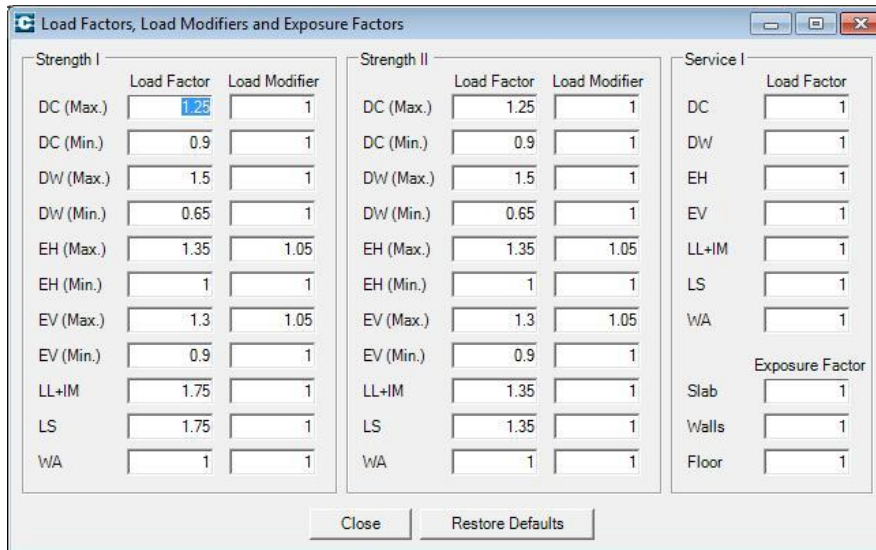 Load Factors, Load Modifiers and Exposure Factors
Strength I
Load Factor Load Modifier
DC (Max.) 1.25 1
DC (Min.) 0.9 1
DW (Max.) 1.5 1
DW (Min.) 0.65 1
EH (Max.) 1.35 1.05
EH (Min.) 1 1
EV (Max.) 1.3 1.05
EV (Min.) 0.9 1
LL+IM 1.75 1
LS 1.75 1
WA 1 1
Strength II
Load Factor Load Modifier
DC (Max.) 1.25 1
DC (Min.) 0.9 1
DW (Max.) 1.5 1
DW (Min.) 0.65 1
EH (Max.) 1.35 1.05
EH (Min.) 1 1
EV (Max.) 1.3 1.05
EV (Min.) 0.9 1
LL+IM 1.35 1
LS 1.35 1
WA 1 1
Service I
Load Factor
DC 1
DW 1
EH 1
EV 1
LL+IM 1
LS 1
WA 1
Exposure Factor
Slab 1
Walls 1
Floor 1
Close Restore Defaults